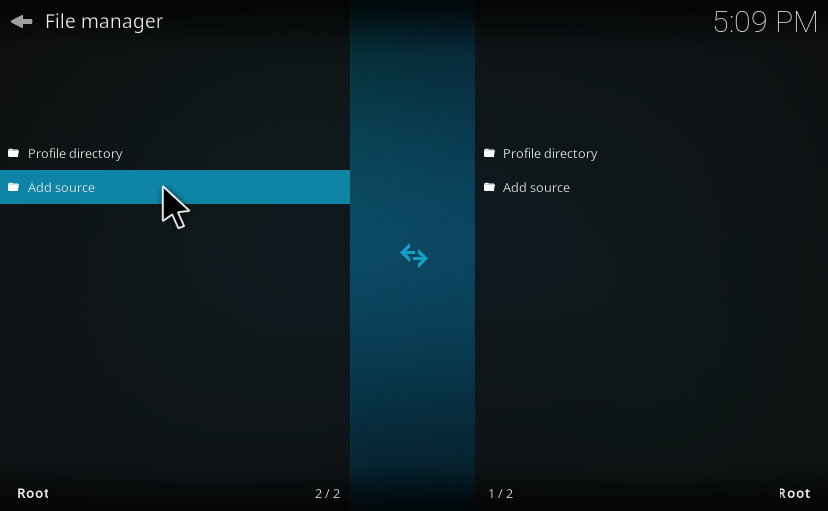 File manager
5:09 PM
Profile directory
Add source
Profile directory
Add source
Root
2 / 2
1 / 2
Root